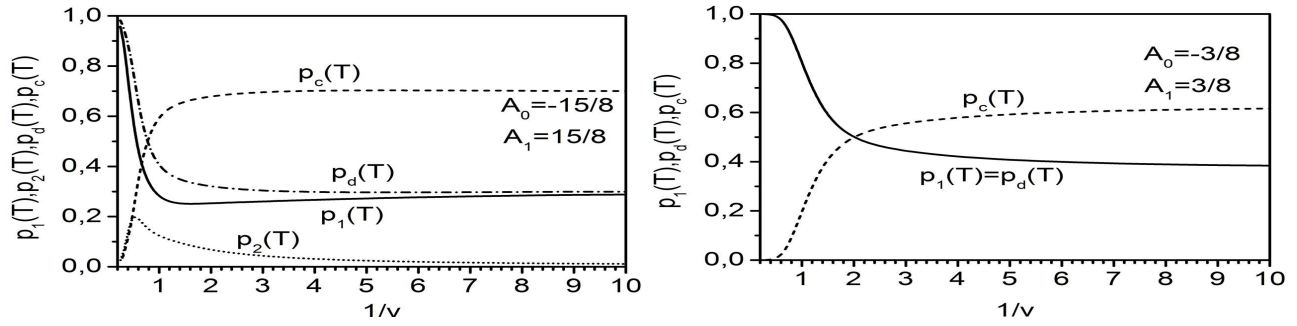 p1(T),p2(T),pd(T),pc(T)
1,0
0,8
0,6
0,4
0,2
0,0
pc(T)
A0=-15/8
A1=15/8
pd(T)
p1(T)
p2(T)
1 2 3 4 5 6 7 8 9 10
1/v
p1(T),pd(T),pc(T)
1,0
0,8
0,6
0,4
0,2
0,0
A0=-3/8
A1=3/8
pc(T)
p1(T)=pd(T)
1 2 3 4 5 6 7 8 9 10
1/v